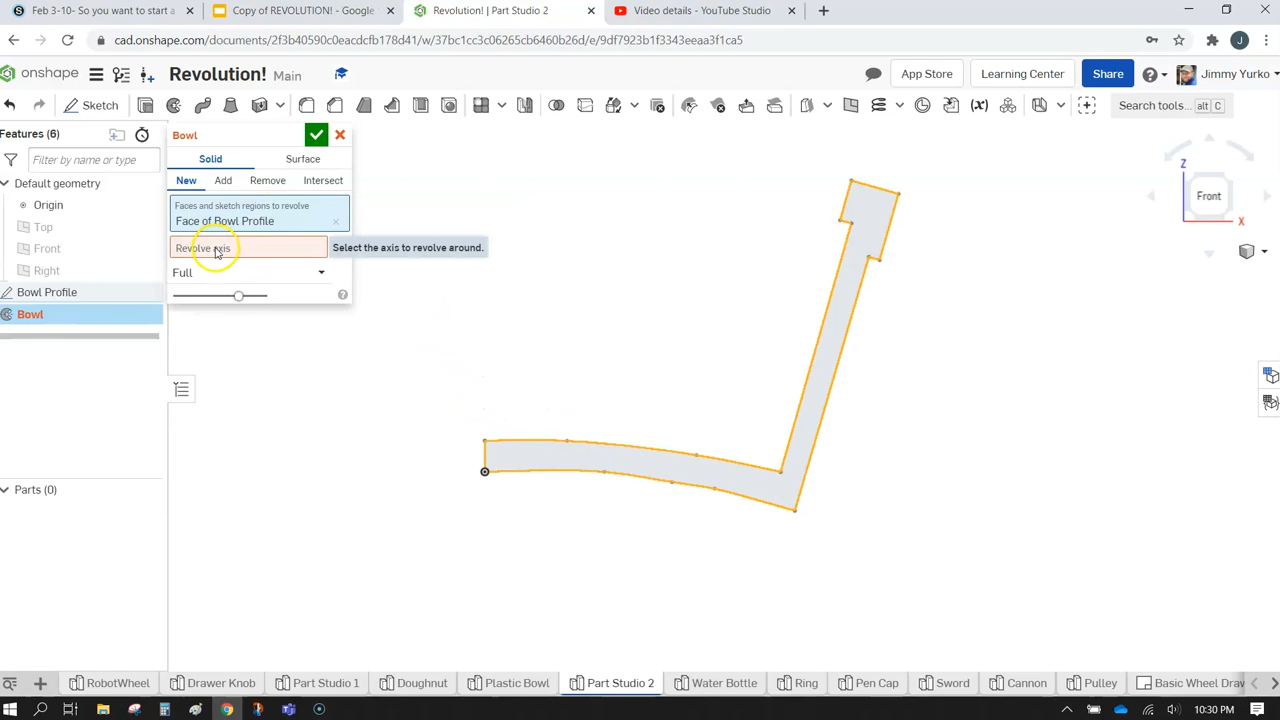 Feb 3-10- So you want to start a
Copy of REVOLUTION! - Google
Revolution! | Part Studio 2
Video details - YouTube Studio
cad.onshape.com/documents/2f3b40590c0eacdcfb178d41/w/37bc1cc3c06265cb6460b26d/e/9df7923b1f3343eeaa3f1ca5
J
onshape
Revolution!
Main
App Store
Learning Center
Share
Jimmy Yurko
Sketch
Search tools...
alt
C
Features (6)
Filter by name or type
Default geometry
Origin
Top
Front
Right
Bowl Profile
Bowl
Parts (0)
Bowl
Solid
Surface
New
Add
Remove
Intersect
Faces and sketch regions to revolve
Face of Bowl Profile
Revolve axis
Select the axis to revolve around.
Full
Z
Front
X
RobotWheel
Drawer Knob
Part Studio 1
Doughnut
Plastic Bowl
Part Studio 2
Water Bottle
Ring
Pen Cap
Sword
Cannon
Pulley
Basic Wheel Draw
10:30 PM